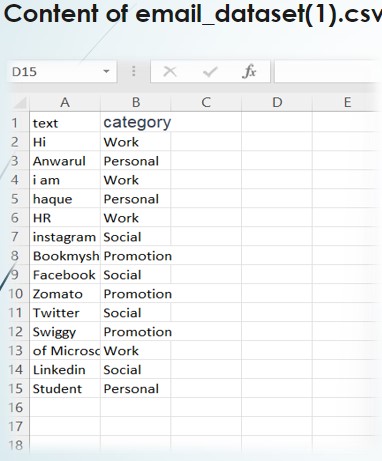 Content of email_dataset(1).csv
D15 fx
A B C D E
1 text category
2 Hi Work
3 Anwarul Personal
4 i am Work
5 haque Personal
6 HR Work
7 instagram Social
8 Bookmysh Promotion
9 Facebook Social
10 Zomato Promotion
11 Twitter Social
12 Swiggy Promotion
13 of Microsc Work
14 Linkedin Social
15 Student Personal
16
17
18